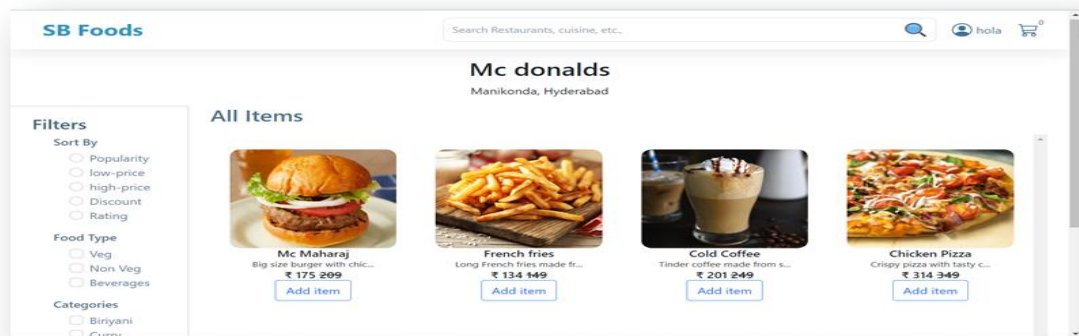 SB Foods
Search Restaurants, cuisine, etc.,
hola
0
Mc donalds
Manikonda, Hyderabad
Filters
Sort By
Popularity
low-price
high-price
Discount
Rating
Food Type
Veg
Non Veg
Beverages
Categories
Biriyani
Curry
All Items
Mc Maharaj
Big size burger with chic...
₹ 175 209
Add item
French fries
Long French fries made fr...
₹ 134 149
Add item
Cold Coffee
Tinder coffee made from s...
₹ 201 249
Add item
Chicken Pizza
Crispy pizza with tasty c...
₹ 314 349
Add item